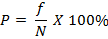 P = f/N X 100%